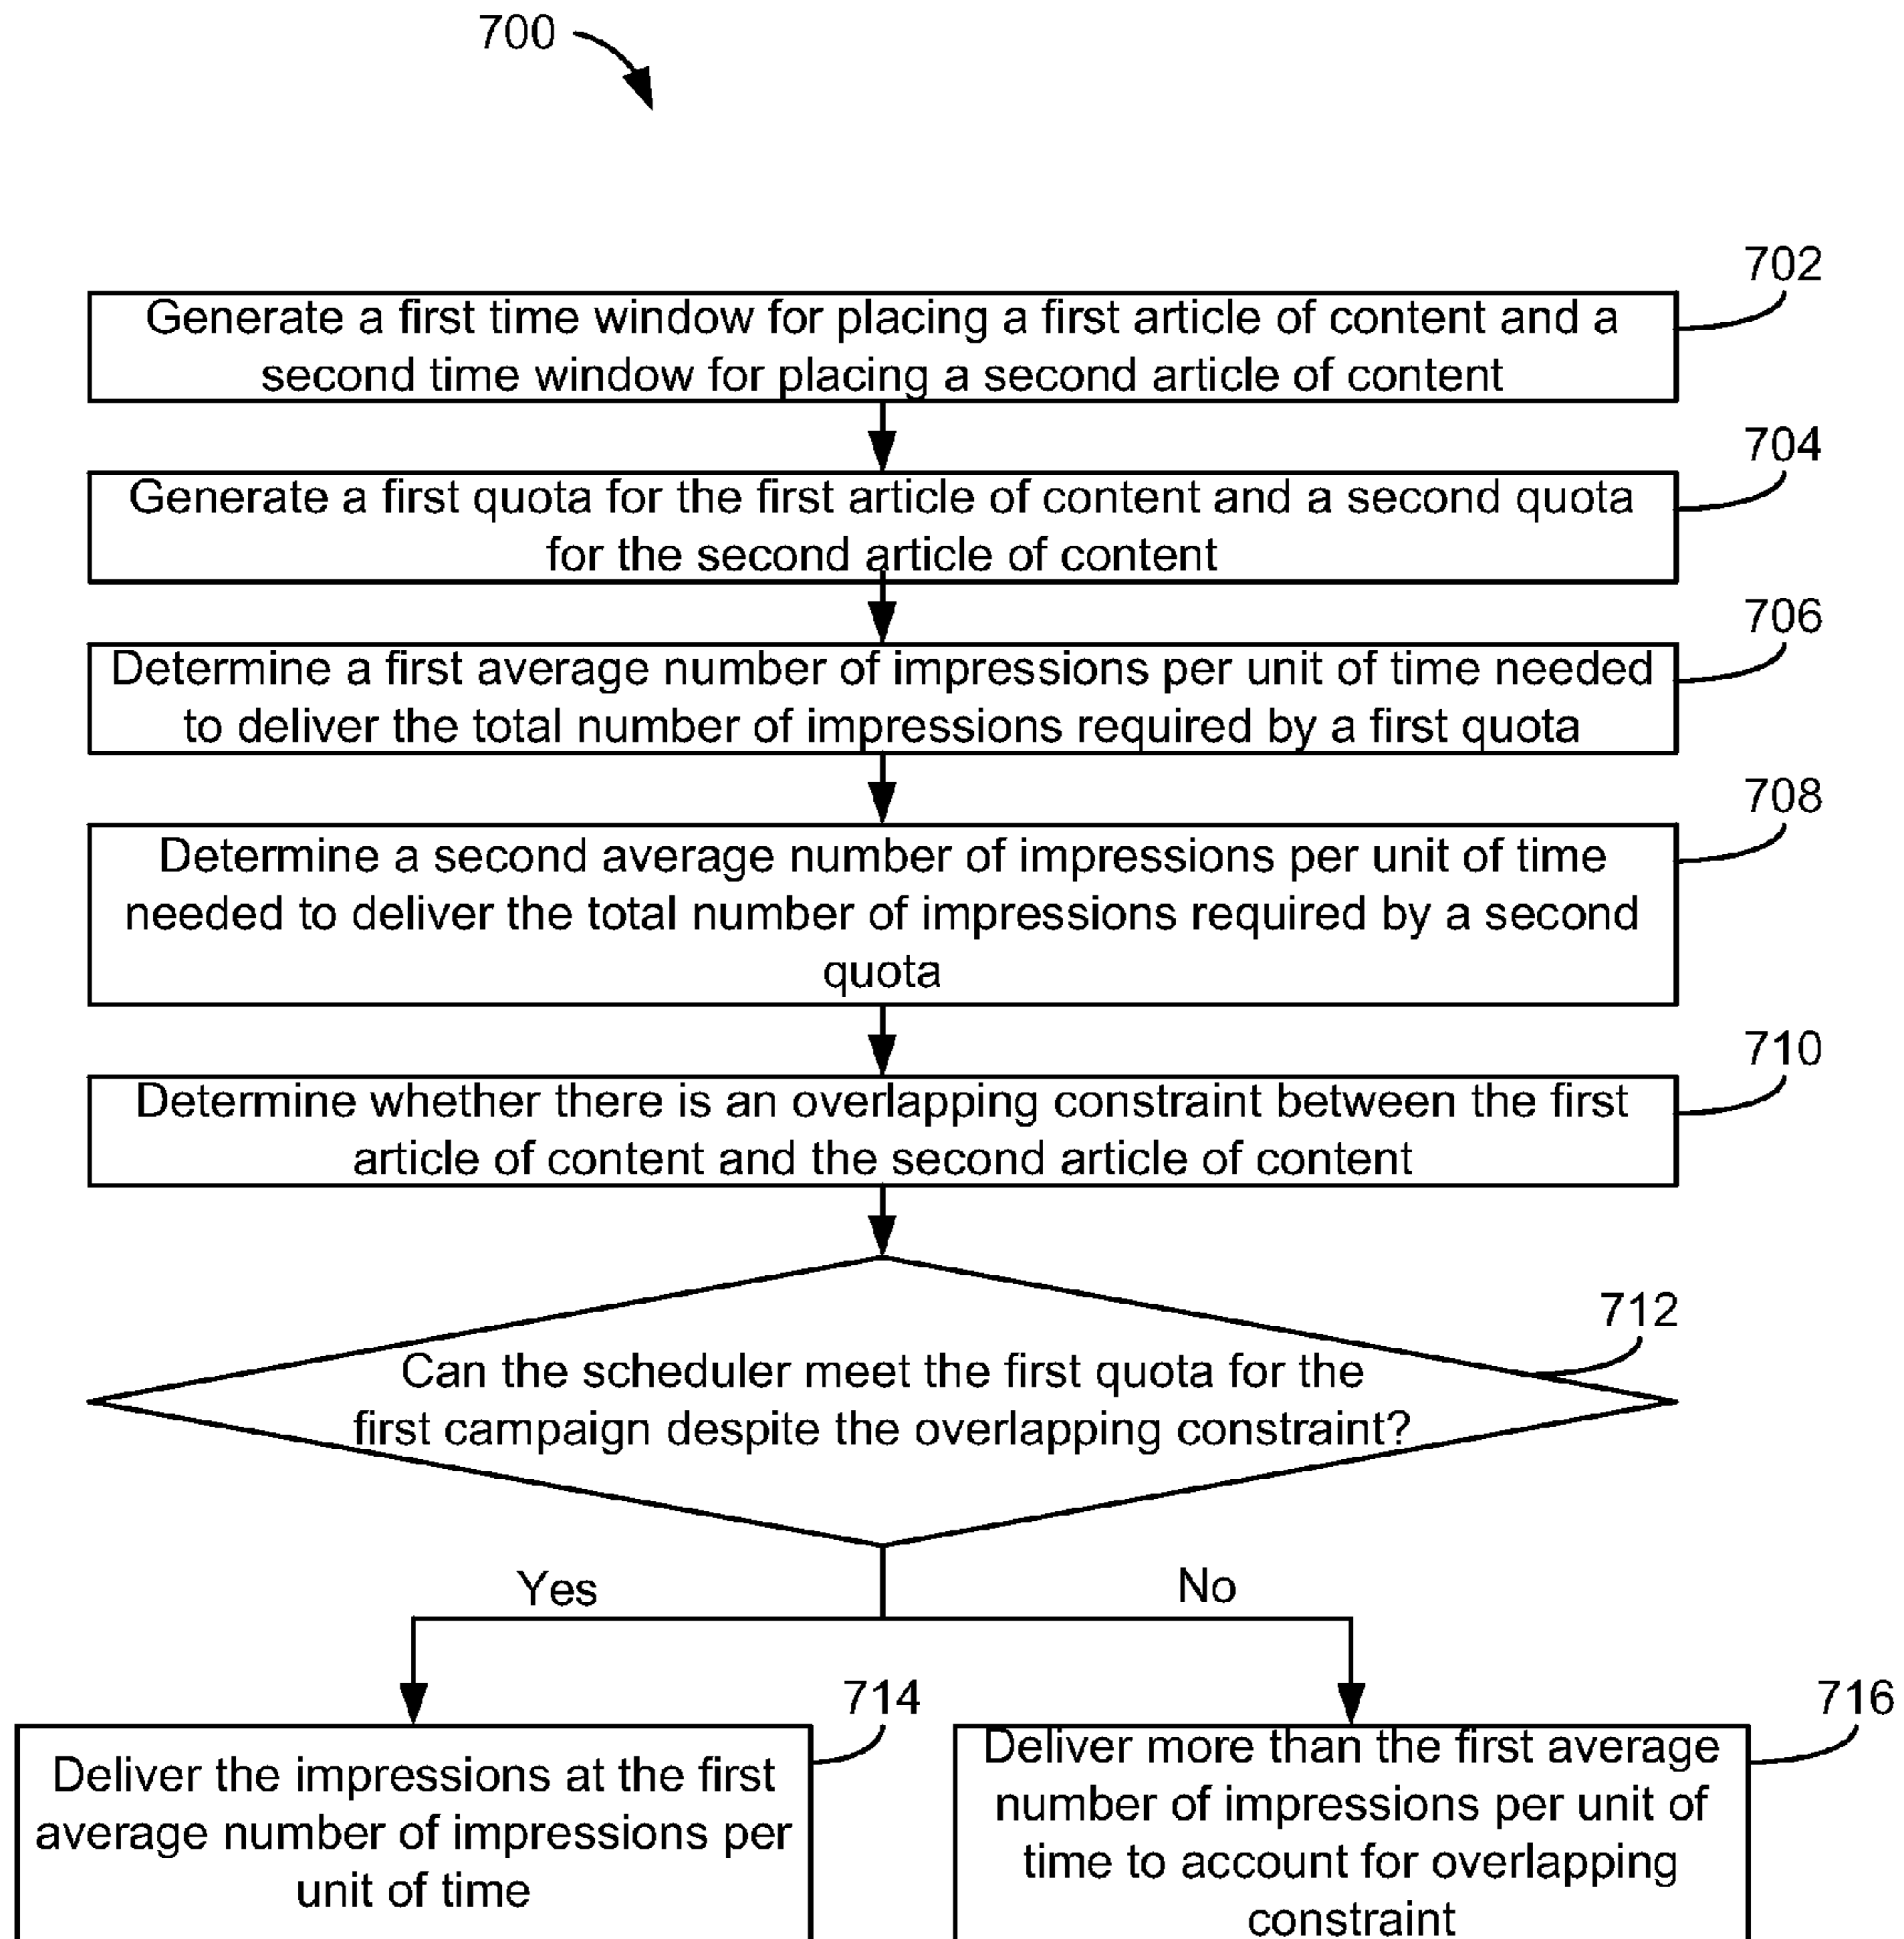 700
702
Generate a first time window for placing a first article of content and a
second time window for placing a second article of content
704
Generate a first quota for the first article of content and a second quota
for the second article of content
706
Determine a first average number of impressions per unit of time needed
to deliver the total number of impressions required by a first quota
708
Determine a second average number of impressions per unit of time
needed to deliver the total number of impressions required by a second
quota
710
Determine whether there is an overlapping constraint between the first
article of content and the second article of content
712
Can the scheduler meet the first quota for the
first campaign despite the overlapping constraint?
Yes
No
714
Deliver the impressions at the first
average number of impressions per
unit of time
716
Deliver more than the first average
number of impressions per unit of
time to account for overlapping
constraint